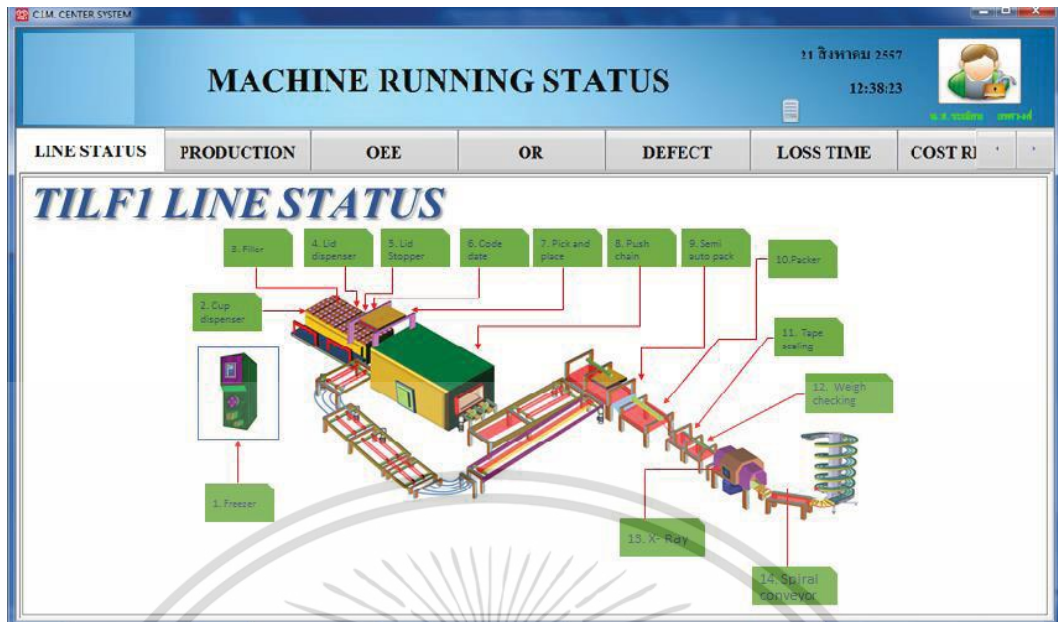 C.I.M. CENTER SYSTEM
MACHINE RUNNING STATUS
21 สิงหาคม 2557
12:38:23
LINE STATUS
PRODUCTION
OEE
OR
DEFECT
LOSS TIME
COST RE
TILF1 LINE STATUS
3. Filler
4. Lid
dispenser
5. Lid
Stopper
6. Code
date
7. Pick and
place
8. Push
chain
9. Semi
auto pack
10.Packer
2. Cup
dispenser
11. Tape
sealing
12. Weigh
checking
1. Freezer
13. X- Ray
14. Spiral
conveyor